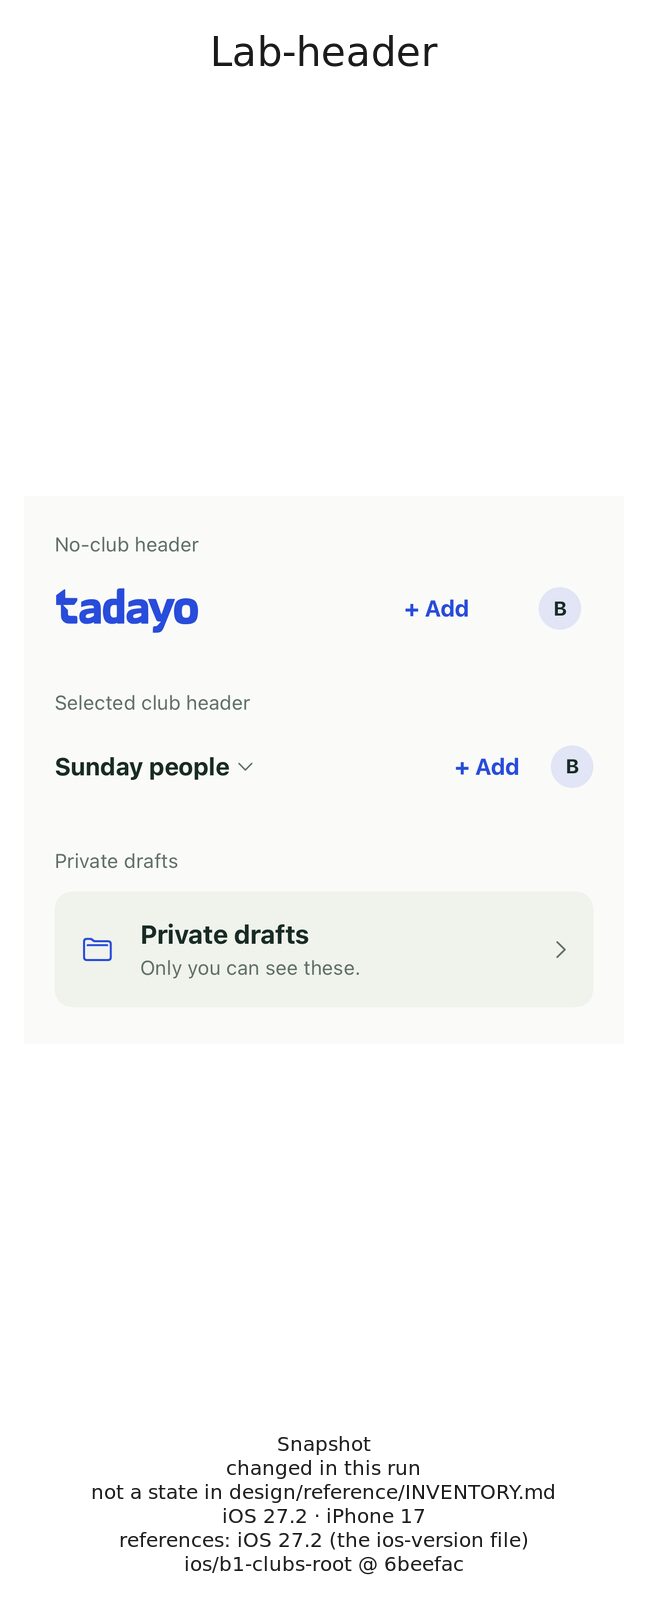 Lab-header
No-club header
tadayo
+ Add
B
Selected club header
Sunday people
+ Add
B
Private drafts
Private drafts
Only you can see these.
Snapshot
changed in this run
not a state in design/reference/INVENTORY.md
iOS 27.2 · iPhone 17
references: iOS 27.2 (the ios-version file)
ios/b1-clubs-root @ 6beefac